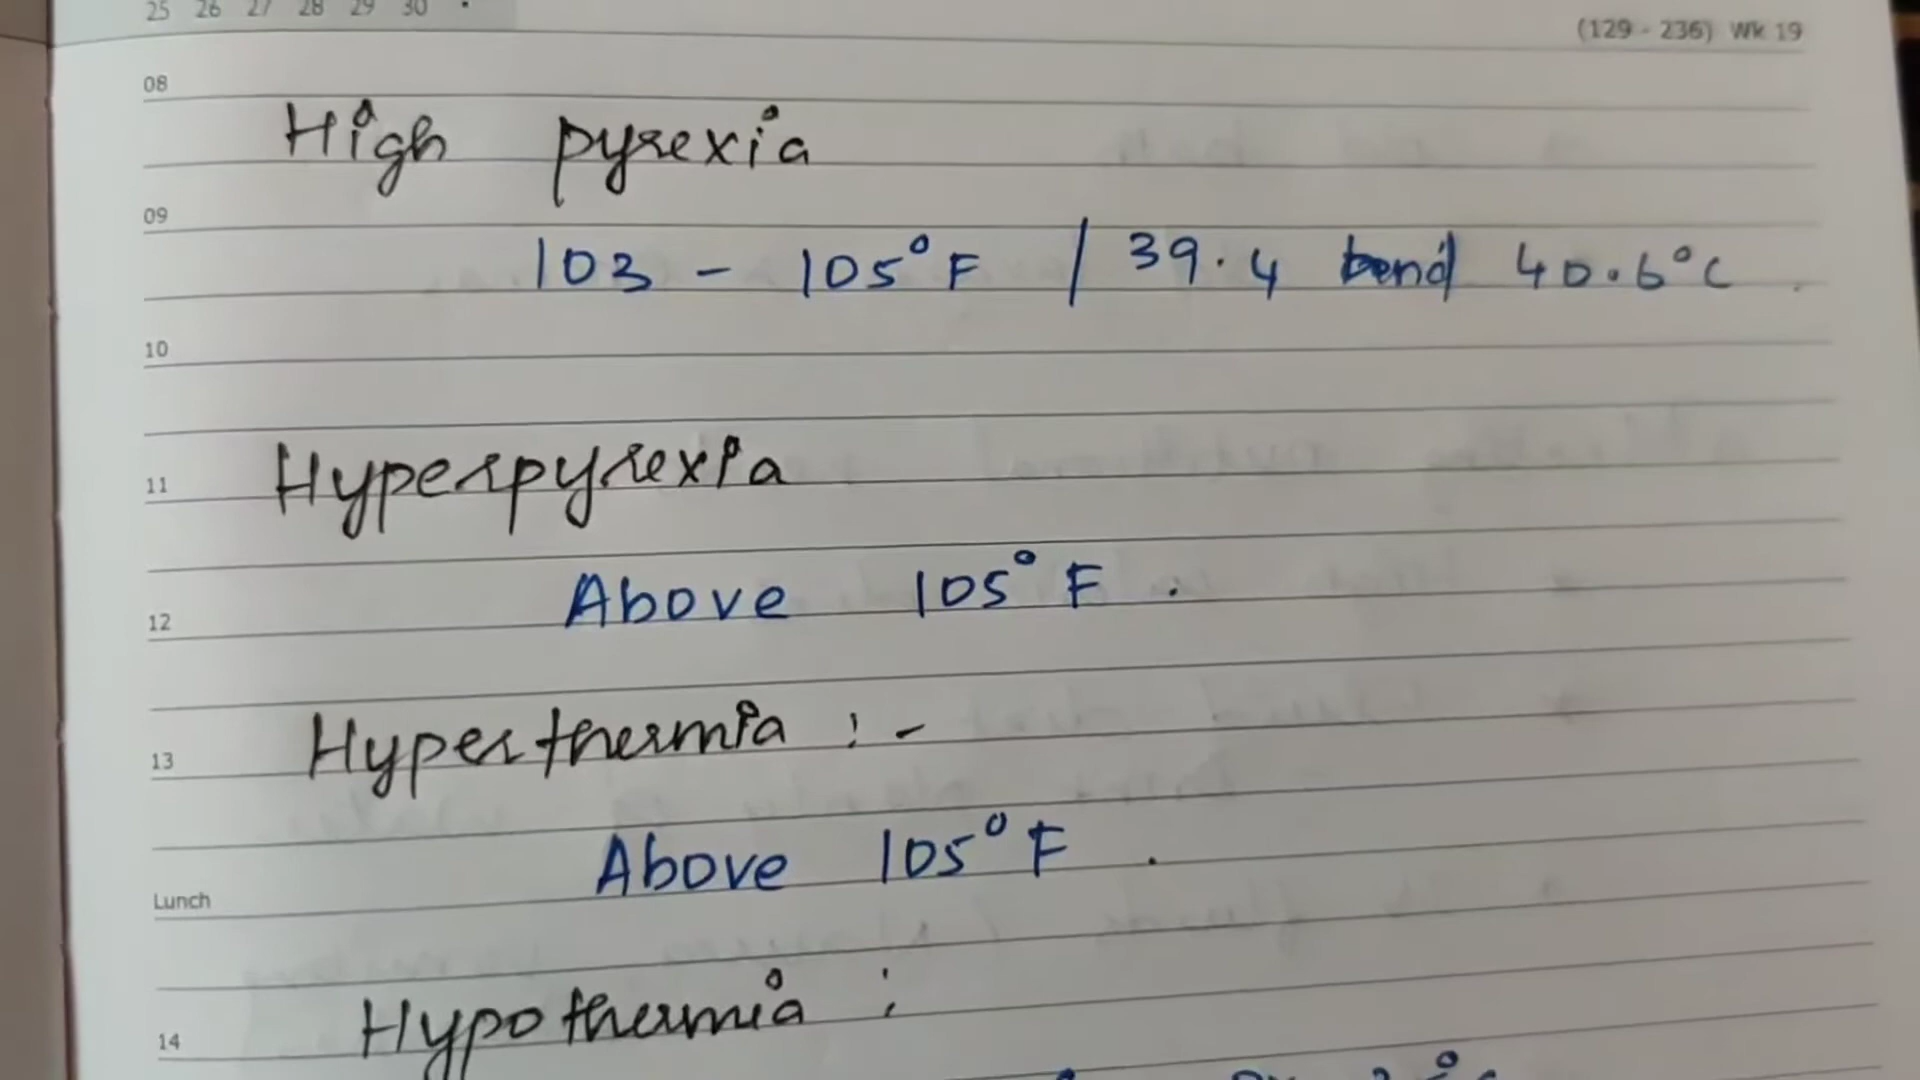 25 26 27 28 29 30
(129 - 236) Wk 19
08
High pyrexia
09
103 - 105°F / 39.4 and 40.6°C
10
11 Hyperpyrexia
Above 105°F.
12
Hyperthermia :-
13
Above 105°F.
Lunch
Hypothermia :
14